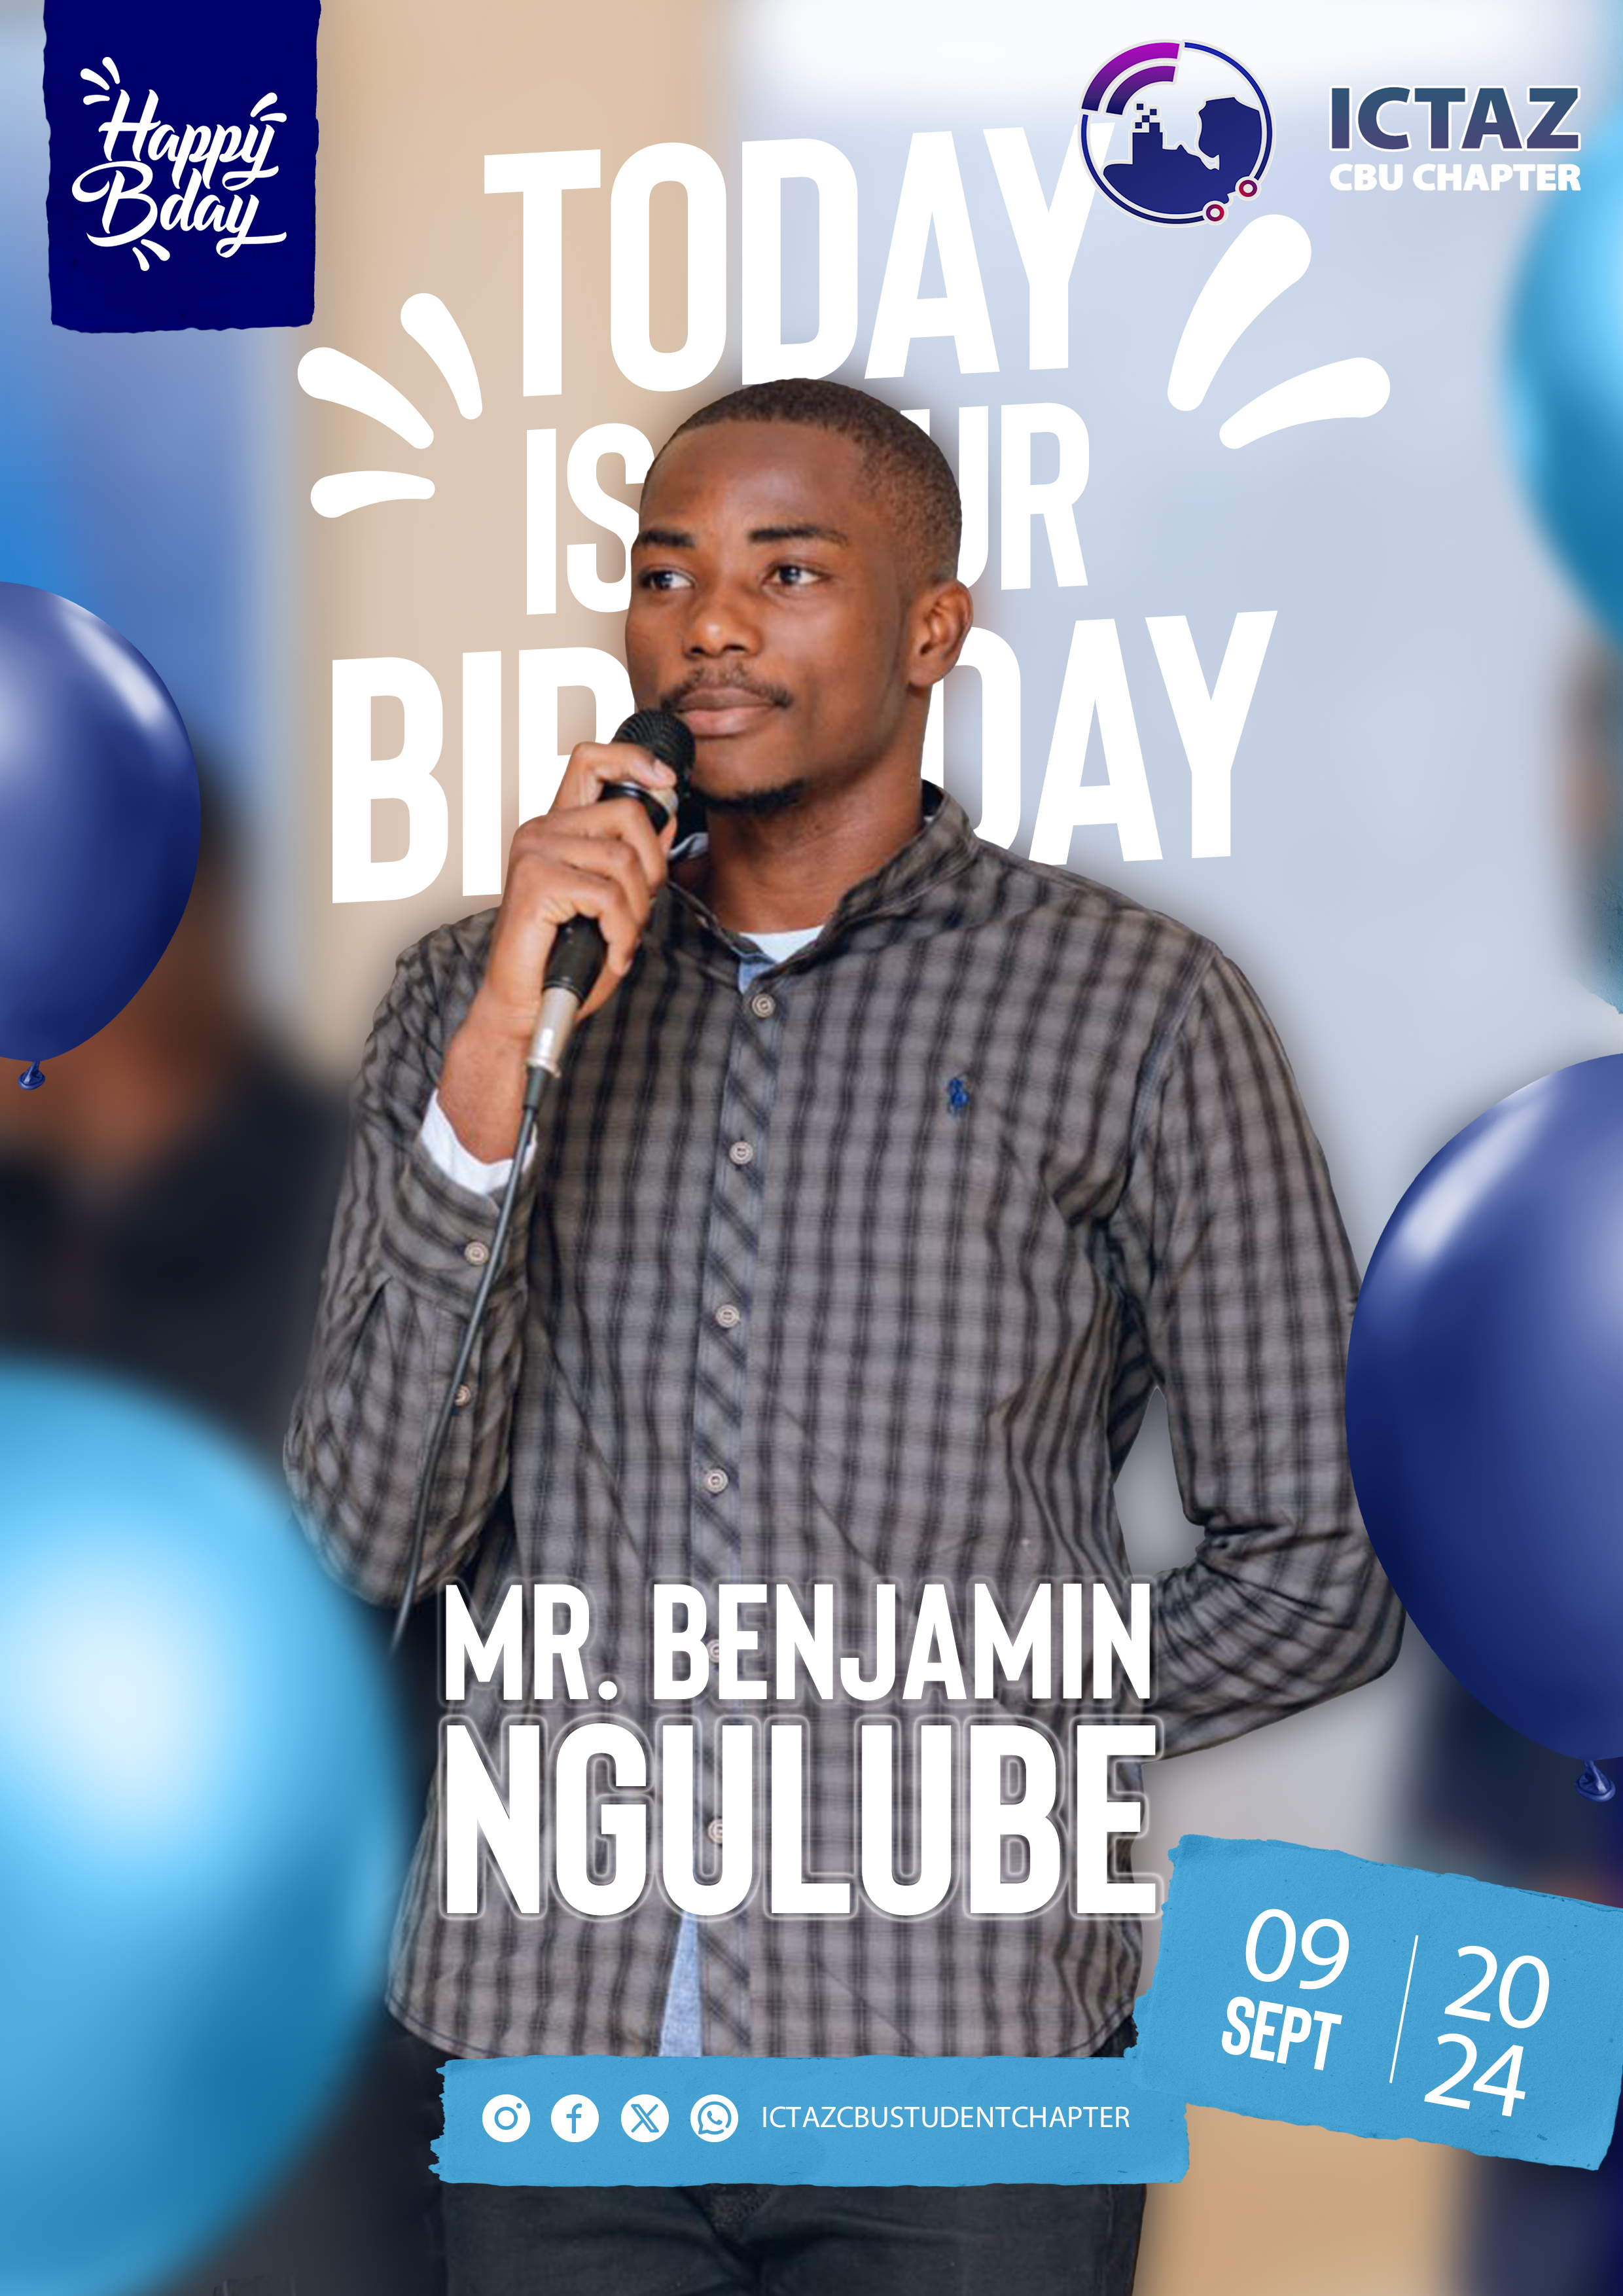 Happy
Bday
ICTAZ
CBU CHAPTER
TODAY
IS UR
BI DAY
MR. BENJAMIN
NGULUBE
09
SEPT
20
24
ICTAZCBUSTUDENTCHAPTER